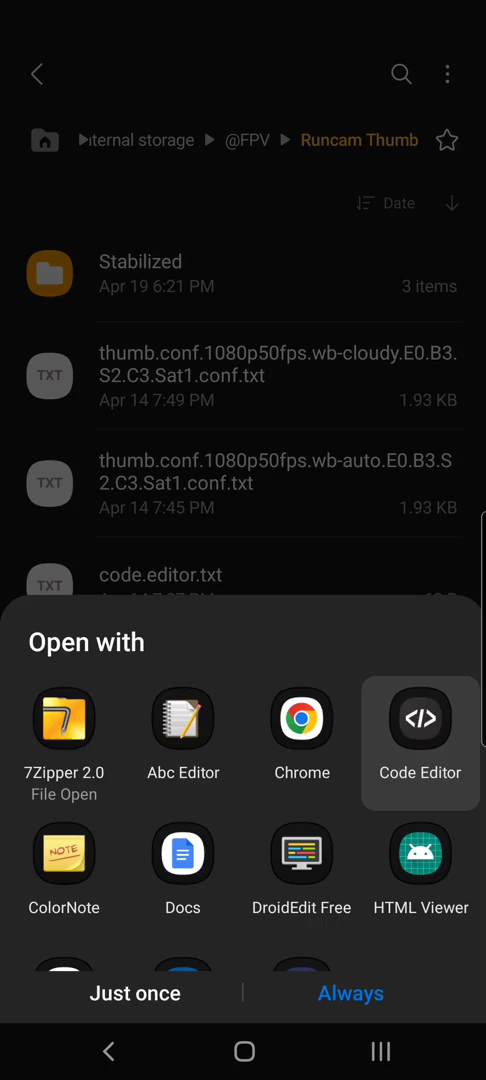 ıternal storage
@FPV
Runcam Thumb
Date
Stabilized
Apr 19 6:21 PM
3 items
TXT
thumb.conf.1080p50fps.wb-cloudy.E0.B3.
S2.C3.Sat1.conf.txt
Apr 14 7:49 PM
1.93 KB
TXT
thumb.conf.1080p50fps.wb-auto.E0.B3.S
2.C3.Sat1.conf.txt
Apr 14 7:45 PM
1.93 KB
TXT
code.editor.txt
Open with
7
7Zipper 2.0
File Open
Abc Editor
Chrome
</>
Code Editor
NOTE
ColorNote
Docs
DroidEdit Free
HTML Viewer
Just once
Always